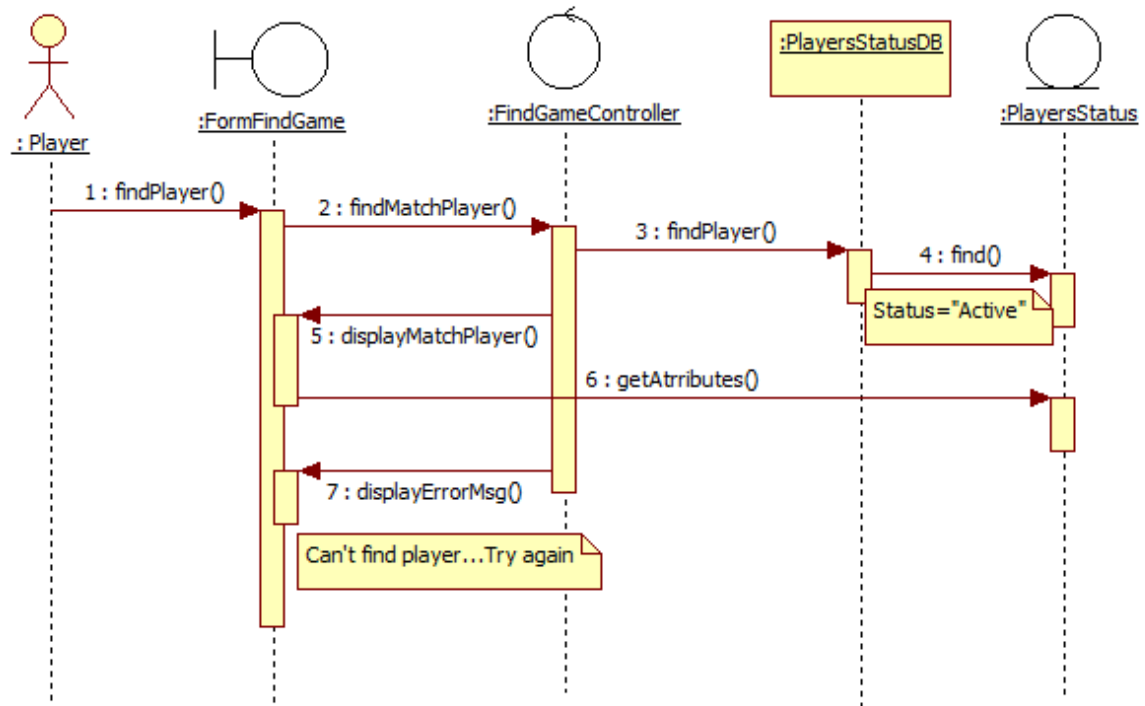 : Player
:FormFindGame
:FindGameController
:PlayersStatusDB
:PlayersStatus
1 : findPlayer()
2 : findMatchPlayer()
3 : findPlayer()
4 : find()
Status="Active"
5 : displayMatchPlayer()
6 : getAtrributes()
7 : displayErrorMsg()
Can't find player...Try again